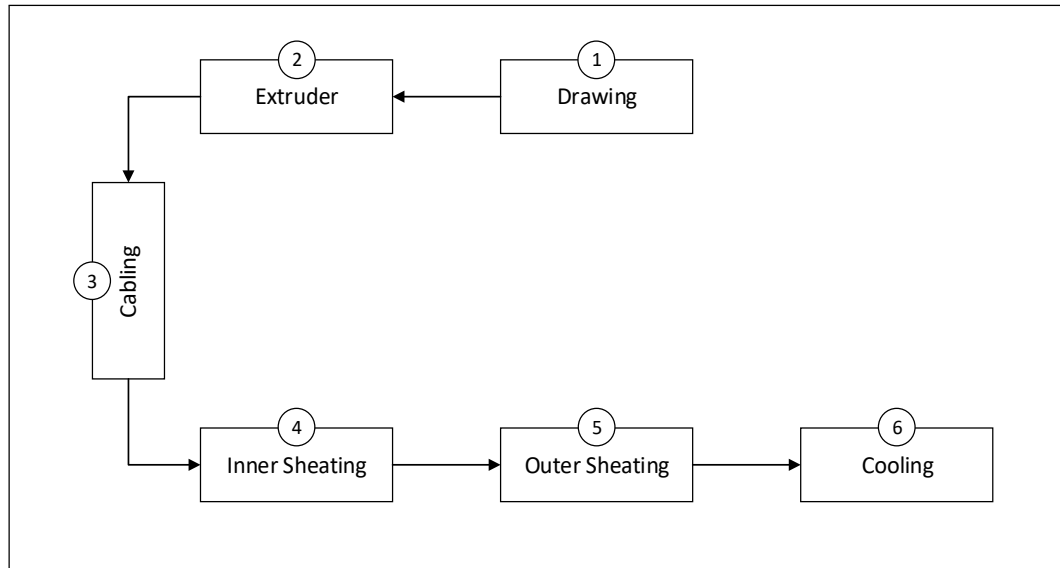 1
Drawing
2
Extruder
3
Cabling
4
Inner Sheating
5
Outer Sheating
6
Cooling